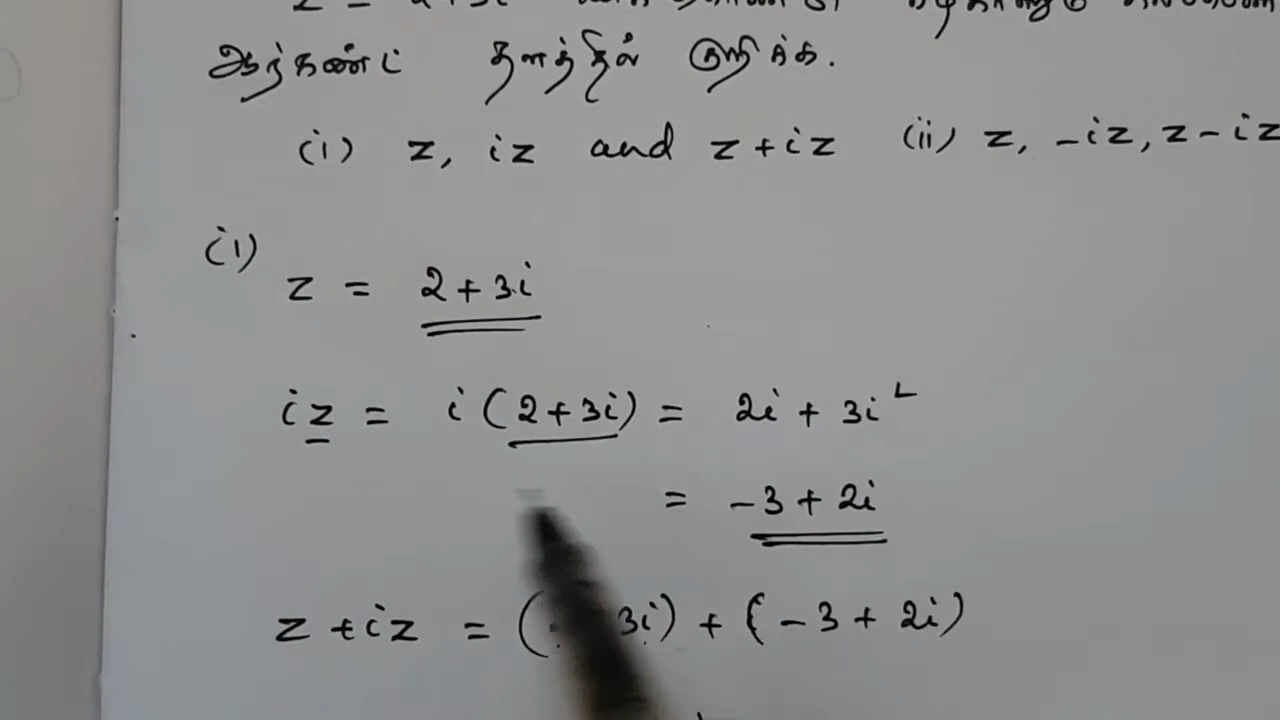 ஆர்கண்ட் தளத்தில் குறிக்க.
(i) z, iz and z + iz (ii) z, -iz, z - iz
(i)
z = 2 + 3i
iz = i (2 + 3i) = 2i + 3i²
= -3 + 2i
z + iz = ( 3i) + (-3 + 2i)